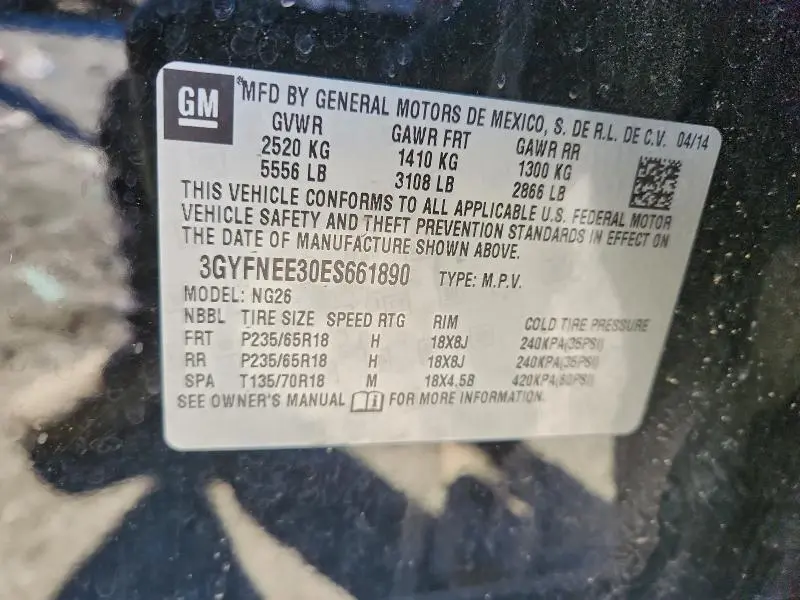 GM
MFD BY GENERAL MOTORS DE MEXICO, S. DE R.L. DE C.V. 04/14
GVWR GAWR FRT GAWR RR
2520 KG 1410 KG 1300 KG
5556 LB 3108 LB 2866 LB
THIS VEHICLE CONFORMS TO ALL APPLICABLE U.S. FEDERAL MOTOR
VEHICLE SAFETY AND THEFT PREVENTION STANDARDS IN EFFECT ON
THE DATE OF MANUFACTURE SHOWN ABOVE.
3GYFNEE30ES661890 TYPE: M.P.V.
MODEL: NG26
NBBL TIRE SIZE SPEED RTG RIM COLD TIRE PRESSURE
FRT P235/65R18 H 18X8J 240KPA(35PSI)
RR P235/65R18 H 18X8J 240KPA(35PSI)
SPA T135/70R18 M 18X4.5B 420KPA(60PSI)
SEE OWNER'S MANUAL FOR MORE INFORMATION.